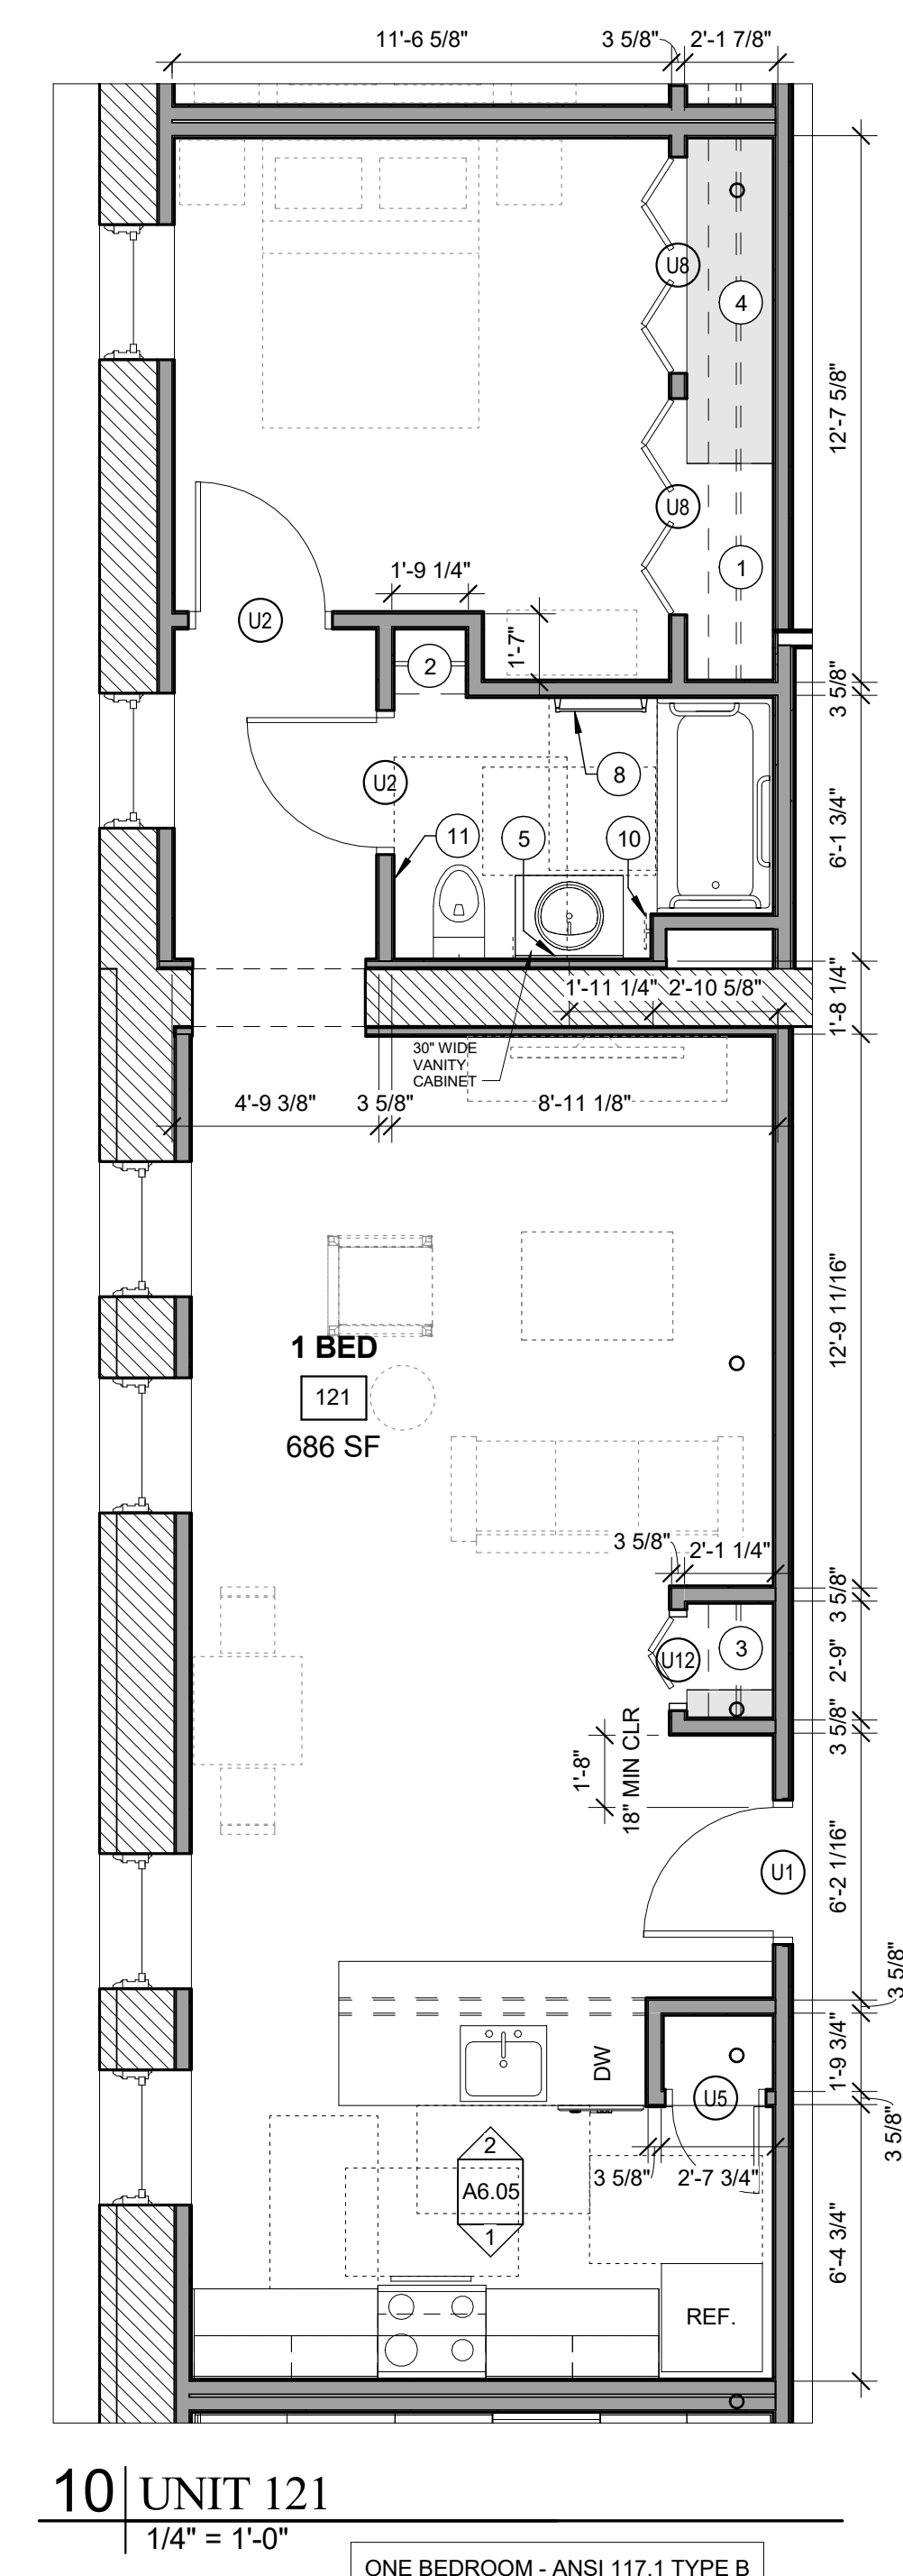 11'-6 5/8" 3 5/8" 2'-1 7/8"
U8
4
12'-7 5/8"
U8
1
1'-9 1/4"
U2
1'-7"
2
3 5/8"
U2
8
11
5
10
6'-1 3/4"
1'-11 1/4" 2'-10 5/8"
1'-8 1/4"
30" WIDE
VANITY
CABINET
4'-9 3/8" 3 5/8" 8'-11 1/8"
12'-9 11/16"
1 BED
121
686 SF
3 5/8" 2'-1 1/4"
3 5/8"
U12
3
2'-9"
3 5/8"
1'-8"
18" MIN CLR
U1
6'-2 1/16"
3 5/8"
DW
1'-9 3/4"
U5
3 5/8"
2
A6.05
1
3 5/8" 2'-7 3/4"
6'-4 3/4"
REF.
10 UNIT 121
1/4" = 1'-0"
ONE BEDROOM - ANSI 117.1 TYPE B